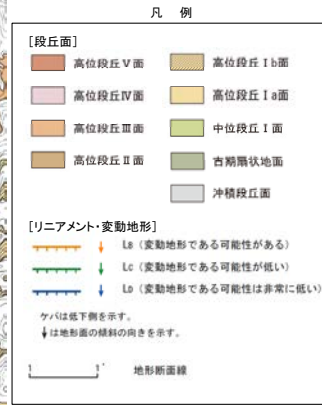 凡 例
[段丘面]
高位段丘Ⅴ面
高位段丘Ⅳ面
高位段丘Ⅲ面
高位段丘Ⅱ面
高位段丘Ⅰb面
高位段丘Ⅰa面
中位段丘Ⅰ面
古期扇状地面
沖積段丘面
[リニアメント・変動地形]
LB (変動地形である可能性がある)
LC (変動地形である可能性が低い)
LD (変動地形である可能性は非常に低い)
ケバは低下側を示す。
↓は地形面の傾斜の向きを示す。
1 1' 地形断面線